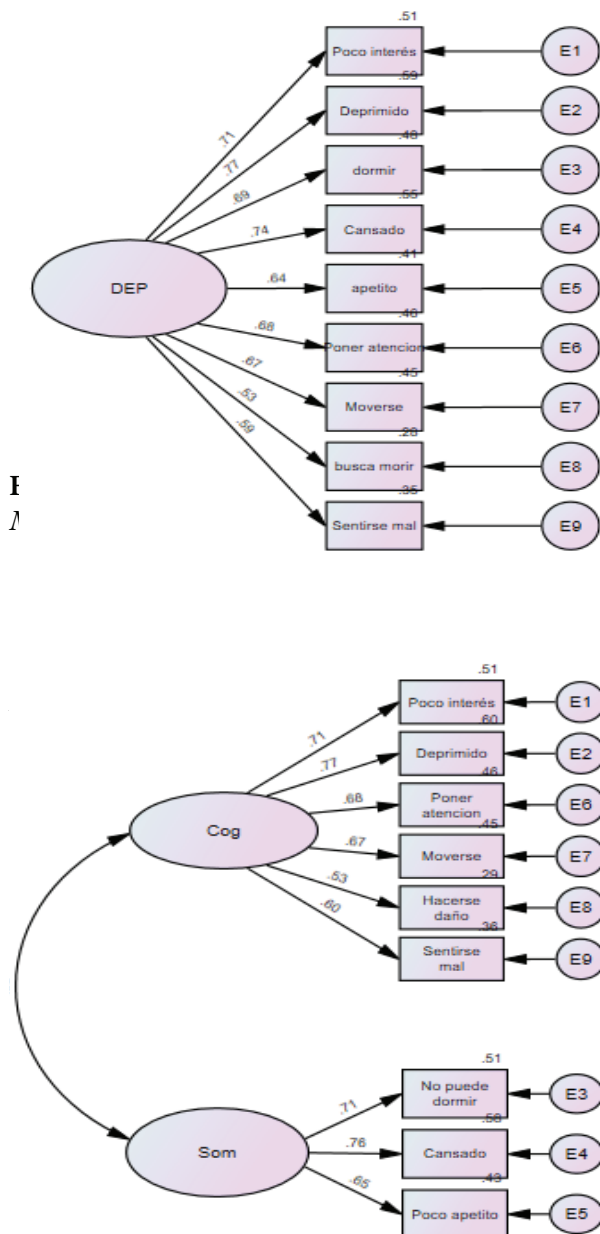 .51
Poco interés
E1
.71
.59
Deprimido
E2
.77
.48
dormir
E3
.69
.55
Cansado
E4
.74
.41
DEP
.64
apetito
E5
.46
.68
Poner atencion
E6
.45
.67
Moverse
E7
.28
.53
busca morir
E8
.35
.59
Sentirse mal
E9
.51
Poco interés
E1
.71
.60
Deprimido
E2
.77
.46
Cog
.68
Poner
atencion
E6
.45
.67
Moverse
E7
.29
.53
Hacerse
daño
E8
.36
.60
Sentirse
mal
E9
.51
No puede
dormir
E3
.71
.58
Som
.76
Cansado
E4
.43
.65
Poco apetito
E5